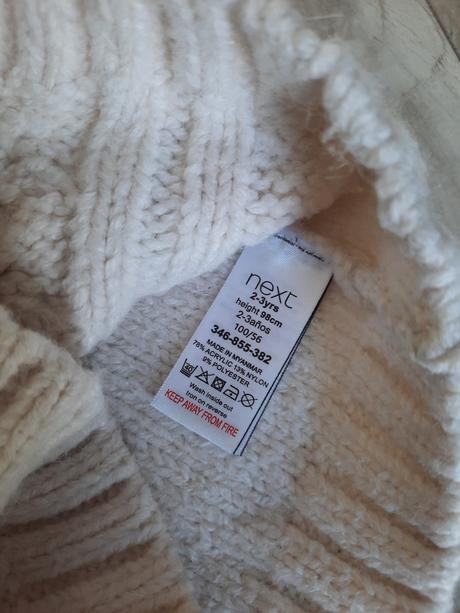 next
2-3yrs
height 98cm
2-3años
100/56
346-855-382
MADE IN MYANMAR
78% ACRYLIC 13% NYLON
9% POLYESTER
Wash inside out
Iron on reverse
KEEP AWAY FROM FIRE